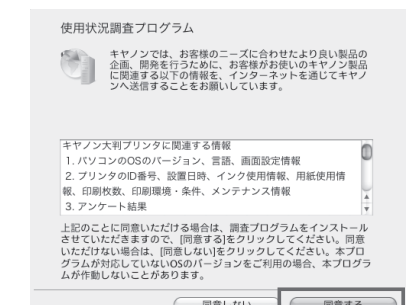 使用状況調査プログラム
キヤノンでは、お客様のニーズに合わせたより良い製品の
企画、開発を行うために、お客様がお使いのキヤノン製品
に関連する以下の情報を、インターネットを通じてキヤノ
ンへ送信することをお願いしています。
キヤノン大判プリンタに関連する情報
1. パソコンのOSのバージョン、言語、画面設定情報
2. プリンタのID番号、設置日時、インク使用情報、用紙使用情
報、印刷枚数、印刷環境・条件、メンテナンス情報
3. アンケート結果
上記のことに同意いただける場合は、調査プログラムをインストール
させていただきますので、[同意する]をクリックしてください。同意
いただけない場合は、[同意しない]をクリックしてください。本プロ
グラムが対応していないOSのバージョンをご利用の場合、本プログラ
ムが作動しないことがあります。
同意しない
同意する